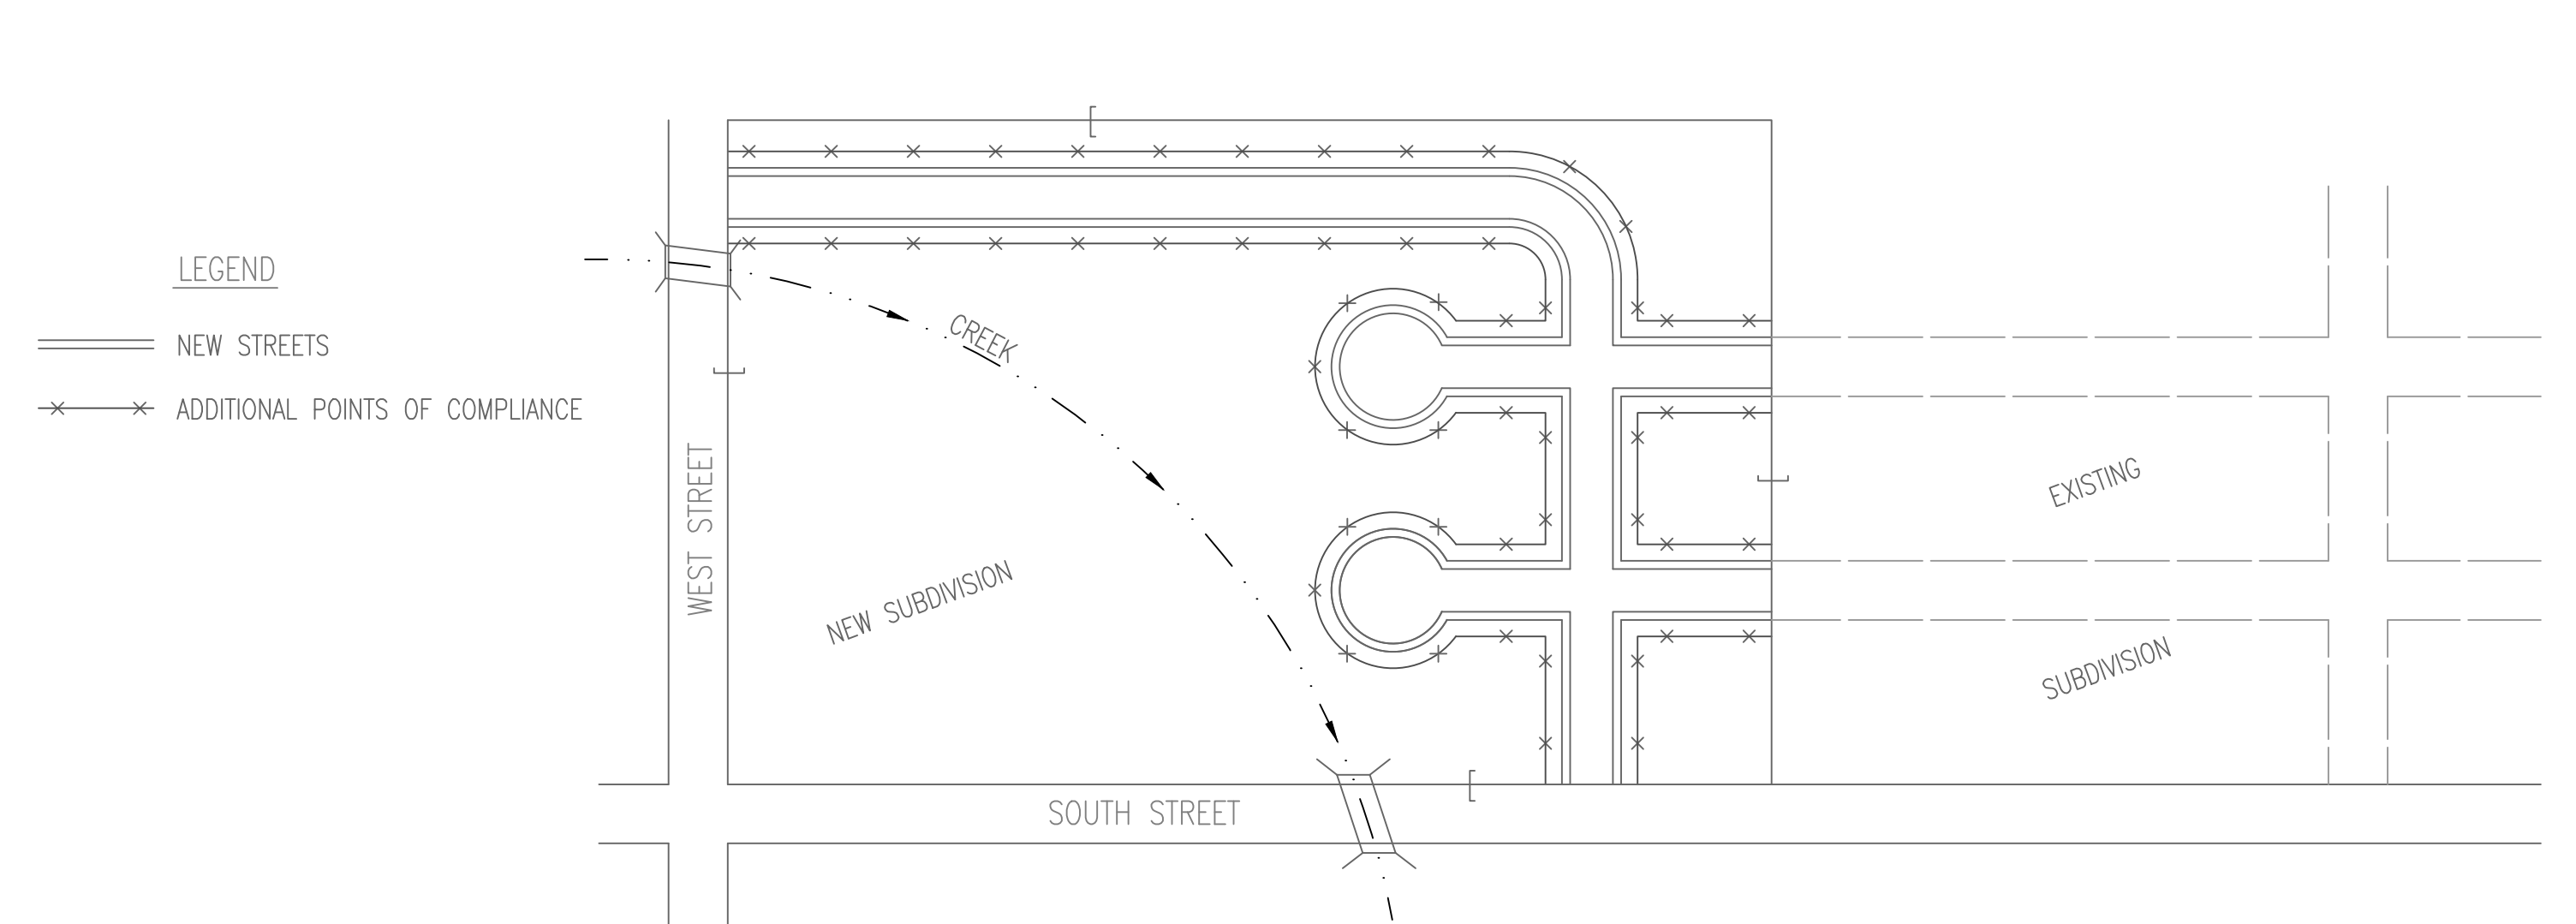 LEGEND
NEW STREETS
ADDITIONAL POINTS OF COMPLIANCE
WEST STREET
CREEK
NEW SUBDIVISION
SOUTH STREET
EXISTING
SUBDIVISION